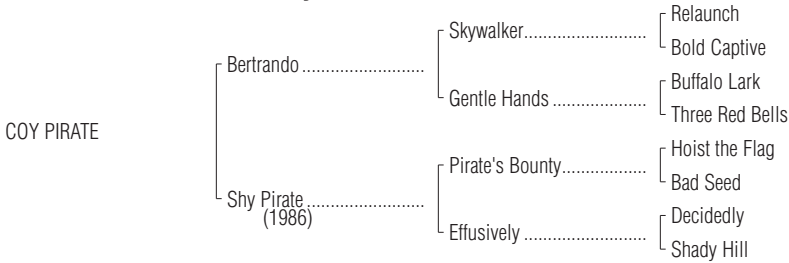 Relaunch
Skywalker..........................
Bold Captive
Bertrando ..........................
Buffalo Lark
Gentle Hands ....................
Three Red Bells
COY PIRATE
Hoist the Flag
Pirate's Bounty..................
Bad Seed
Shy Pirate.........................
(1986)
Decidedly
Effusively ..........................
Shady Hill